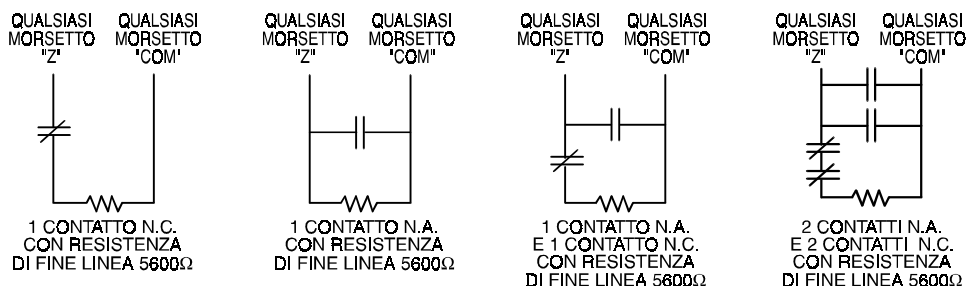 QUALSIASI MORSETTO "Z"
QUALSIASI MORSETTO "COM"
1 CONTATTO N.C.
CON RESISTENZA
DI FINE LINEA 5600Ω
QUALSIASI MORSETTO "Z"
QUALSIASI MORSETTO "COM"
1 CONTATTO N.A.
CON RESISTENZA
DI FINE LINEA 5600Ω
QUALSIASI MORSETTO "Z"
QUALSIASI MORSETTO "COM"
1 CONTATTO N.A.
E 1 CONTATTO N.C.
CON RESISTENZA
DI FINE LINEA 5600Ω
QUALSIASI MORSETTO "Z"
QUALSIASI MORSETTO "COM"
2 CONTATTI N.A.
E 2 CONTATTI N.C.
CON RESISTENZA
DI FINE LINEA 5600Ω